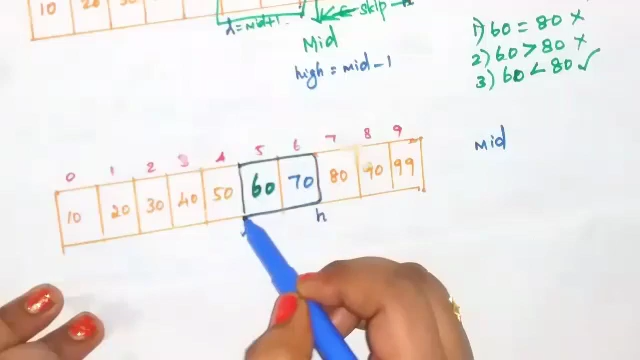 10 20 30
l=mid+1
skip
Mid
high = mid - 1
1) 60 = 80 ×
2) 60 > 80 ×
3) 60 < 80 ✓
mid
0 1 2 3 4 5 6 7 8 9
10 20 30 40 50 60 70 80 90 99
h